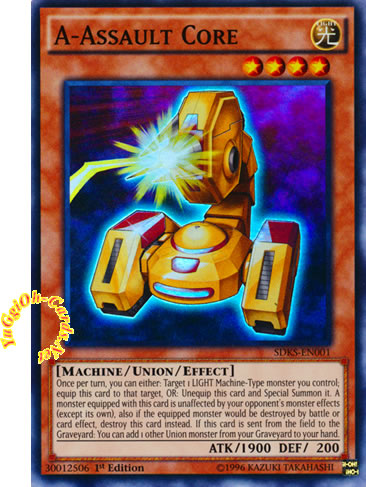 A-Assault Core
LIGHT
光
YuGgiOh-Cards.Net
SDKS-EN001
[Machine/Union/Effect]
Once per turn, you can either: Target 1 LIGHT Machine-Type monster you control;
equip this card to that target, OR: Unequip this card and Special Summon it. A
monster equipped with this card is unaffected by your opponent's monster effects
(except its own), also if the equipped monster would be destroyed by battle or
card effect, destroy this card instead. If this card is sent from the field to the
Graveyard: You can add 1 other Union monster from your Graveyard to your hand.
ATK/1900 DEF/ 200
30012506 1st Edition
©1996 KAZUKI TAKAHASHI